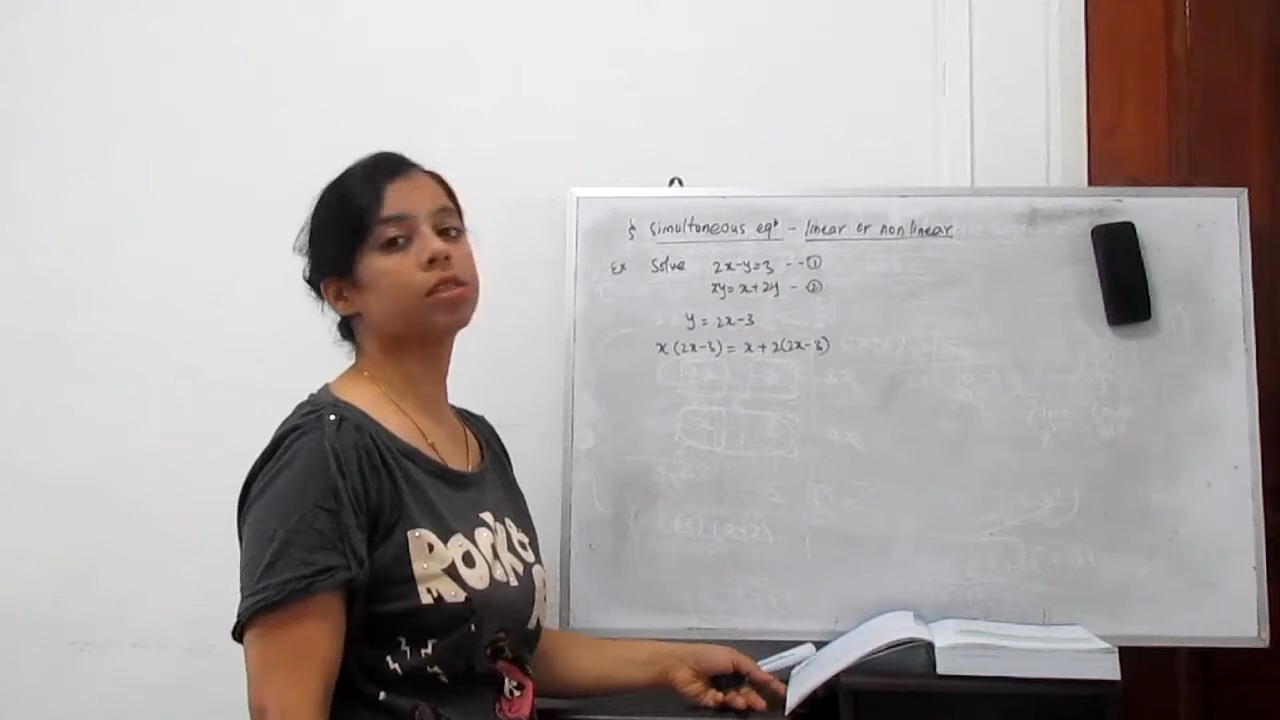 § Simultaneous eqⁿ - linear or non linear
Ex Solve 2x-y=3 --①
xy=x+2y -②
y = 2x-3
x(2x-3) = x+2(2x-3)
ROCK